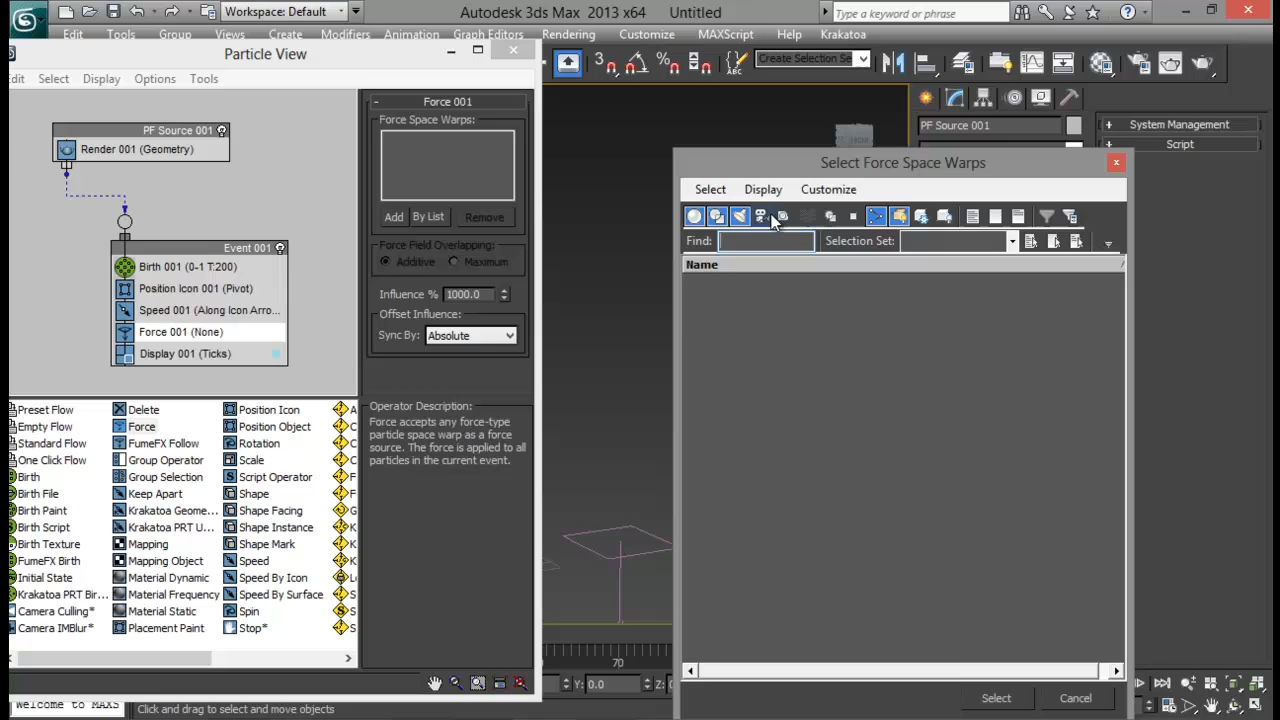 Workspace: Default
Autodesk 3ds Max  2013 x64
Untitled
Type a keyword or phrase
Edit
Tools
Group
Views
Create
Modifiers
Animation
Graph Editors
Rendering
Customize
MAXScript
Help
Krakatoa
Particle View
3
%
ABC
Create Selection Se
Select
Display
Options
Tools
PF Source 001
Render 001 (Geometry)
Event 001
Birth 001 (0-1 T:200)
Position Icon 001 (Pivot)
Speed 001 (Along Icon Arro...
Force 001 (None)
Display 001 (Ticks)
Force 001
Force Space Warps:
Add
By List
Remove
Force Field Overlapping:
Additive
Maximum
Influence %
1000.0
Offset Influence:
Sync By:
Absolute
PF Source 001
System Management
Script
Select Force Space Warps
Select
Display
Customize
Find:
Selection Set:
Name
Select
Cancel
Preset Flow
Empty Flow
Standard Flow
One Click Flow
Birth
Birth File
Birth Paint
Birth Script
Birth Texture
FumeFX Birth
Initial State
Krakatoa PRT Bir...
Camera Culling*
Camera IMBlur*
Delete
Force
FumeFX Follow
Group Operator
Group Selection
Keep Apart
Krakatoa Geome...
Krakatoa PRT U...
Mapping
Mapping Object
Material Dynamic
Material Frequency
Material Static
Placement Paint
Position Icon
Position Object
Rotation
Scale
Script Operator
Shape
Shape Facing
Shape Instance
Shape Mark
Speed
Speed By Icon
Speed By Surface
Spin
Stop*
Operator Description:
Force accepts any force-type
particle space warp as a force
source. The force is applied to all
particles in the current event.
70
Y:
0.0
Z:
Welcome to MAXS
Click and drag to select and move objects